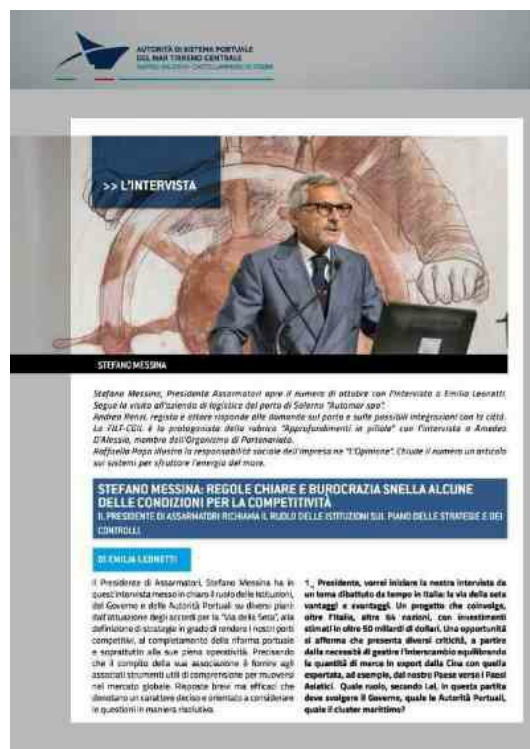 AUTORITÀ DI SISTEMA PORTUALE
DEL MAR TIRRENO CENTRALE
NAPOLI SALERNO CASTELLAMMARE DI STABIA
>> L'INTERVISTA
STEFANO MESSINA
Stefano Messina, Presidente Assarmatori apre il numero di ottobre con l'intervista a Emilia Leonetti.
Segue la visita all'azienda di logistica del porto di Salerno "Automar spa".
Andrea Renzi, regista e attore risponde alle domande sul porto e sulle possibili integrazioni con la città.
La FILT-CGIL è la protagonista della rubrica "Approfondimenti in pillole" con l'intervista a Amedeo
D'Alessio, membro dell'Organismo di Partenariato.
Raffaella Papa illustra la responsabilità sociale dell'impresa ne "L'Opinione". Chiude il numero un articolo
sui sistemi per sfruttare l'energia del mare.
STEFANO MESSINA: REGOLE CHIARE E BUROCRAZIA SNELLA ALCUNE
DELLE CONDIZIONI PER LA COMPETITIVITÀ
IL PRESIDENTE DI ASSARMATORI RICHIAMA IL RUOLO DELLE ISTITUZIONI SUL PIANO DELLE STRATEGIE E DEI
CONTROLLI
DI EMILIA LEONETTI
Il Presidente di Assarmatori, Stefano Messina ha in
quest'intervista messo in chiaro il ruolo delle Istituzioni,
del Governo e delle Autorità Portuali su diversi piani:
dall'attuazione degli accordi per la "Via della Seta", alla
definizione di strategie in grado di rendere i nostri porti
competitivi, al completamento della riforma portuale
e soprattutto alla sue piena operatività. Precisando
che il compito della sua associazione è fornire agli
associati strumenti utili di comprensione per muoversi
nel mercato globale. Risposte brevi ma efficaci che
denotano un carattere deciso e orientato a considerare
le questioni in maniera risolutiva.
1_ Presidente, vorrei iniziare la nostra intervista da
un tema dibattuto da tempo in Italia: la via della seta
vantaggi e svantaggi. Un progetto che coinvolge,
oltre l'Italia, altre 64 nazioni, con investimenti
stimati in oltre 50 miliardi di dollari. Una opportunità
si afferma che presenta diversi criticità, a partire
dalla necessità di gestire l'interscambio equilibrando
la quantità di merce in export dalla Cina con quella
esportata, ad esempio, dal nostro Paese verso i Paesi
Asiatici. Quale ruolo, secondo Lei, in questa partita
deve svolgere il Governo, quale le Autorità Portuali,
quale il cluster marittimo?